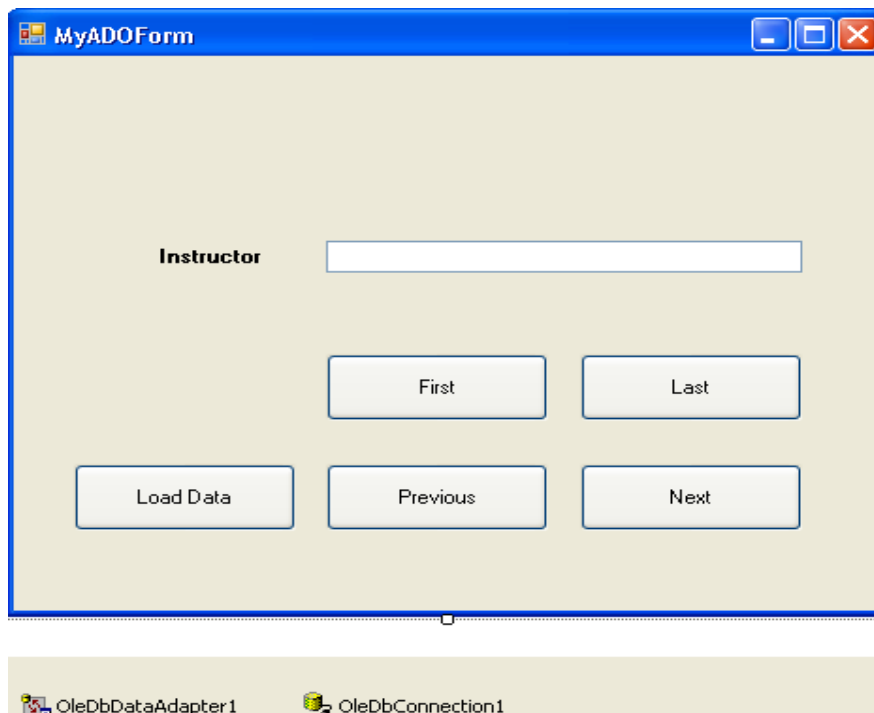 MyADOForm
Instructor
First Last
Load Data Previous Next
OleDbDataAdapter1 OleDbConnection1